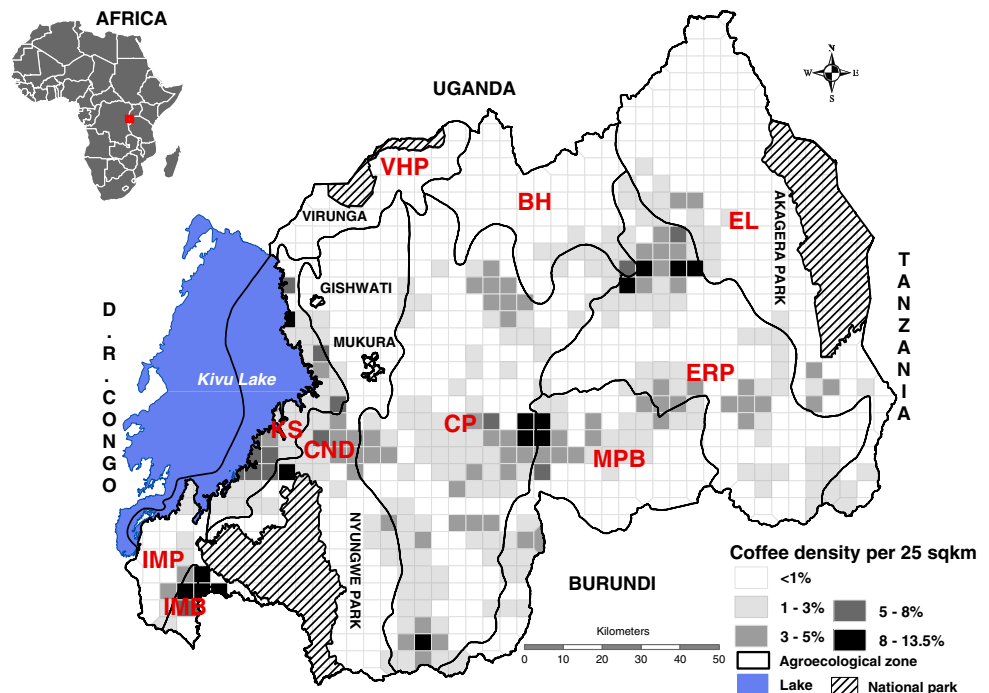 AFRICA
UGANDA
N
W
E
S
VHP
BH
EL
VIRUNGA
AKAGERA PARK
TANZANIA
GISHWATI
D.R.CONGO
MUKURA
Kivu Lake
ERP
KS
CND
CP
MPB
NYUNGWE PARK
IMP
IMB
BURUNDI
Coffee density per 25 sqkm
<1%
1 - 3%
5 - 8%
3 - 5%
8 - 13.5%
Kilometers
0 10 20 30 40 50
Agroecological zone
Lake
National park